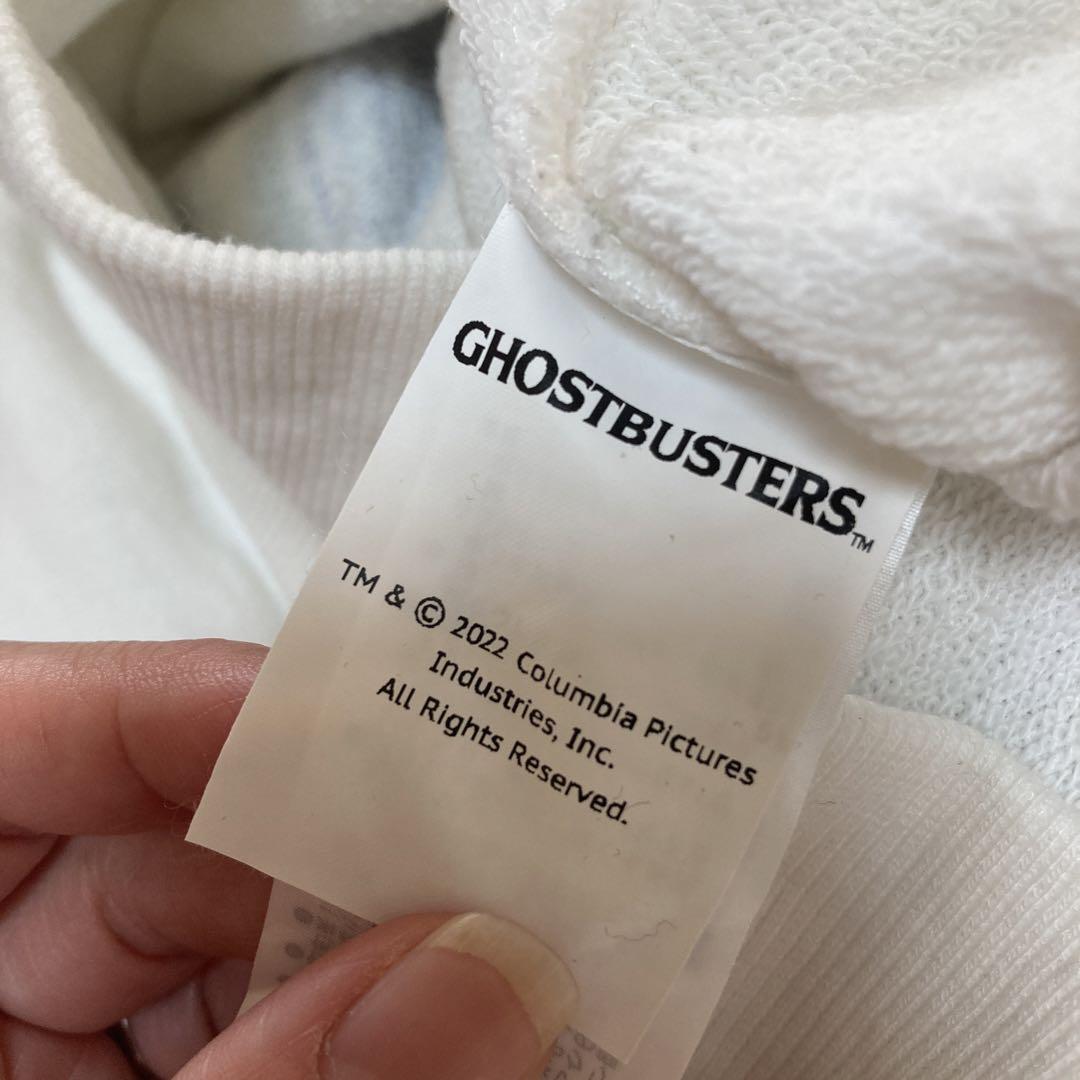 GHOSTBUSTERS™
TM & © 2022 Columbia Pictures
Industries, Inc.
All Rights Reserved.